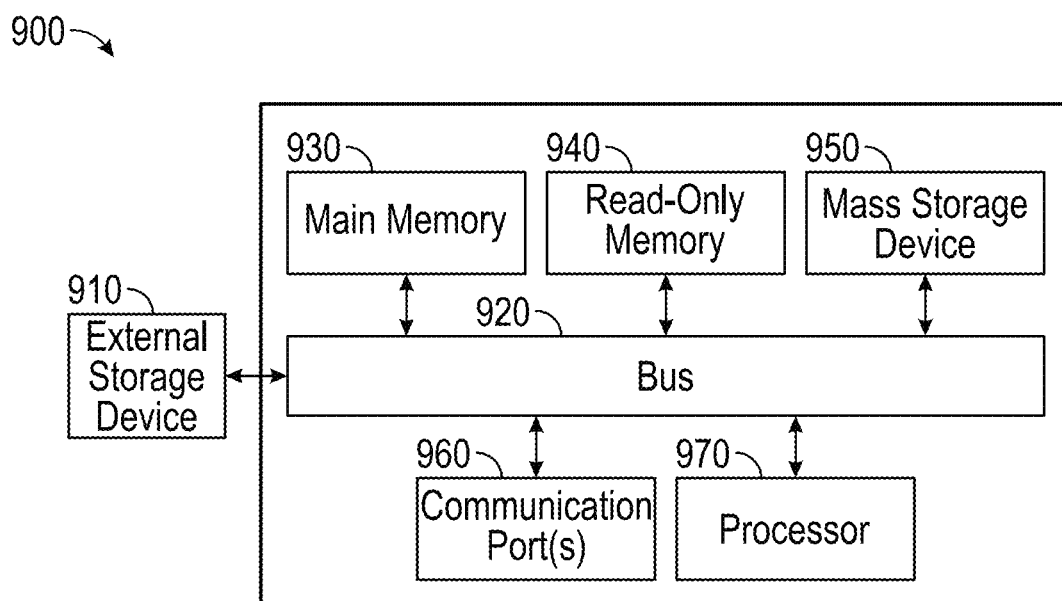 900
930
Main Memory
940
Read-Only
Memory
950
Mass Storage
Device
910
External
Storage
Device
920
Bus
960
Communication
Port(s)
970
Processor